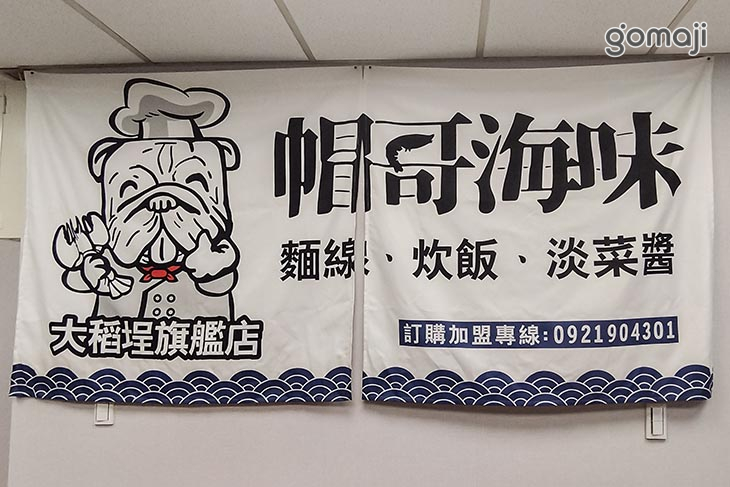 gomaji
帽哥海味
麵線、炊飯、淡菜醬
大稻埕旗艦店
訂購加盟專線:0921904301